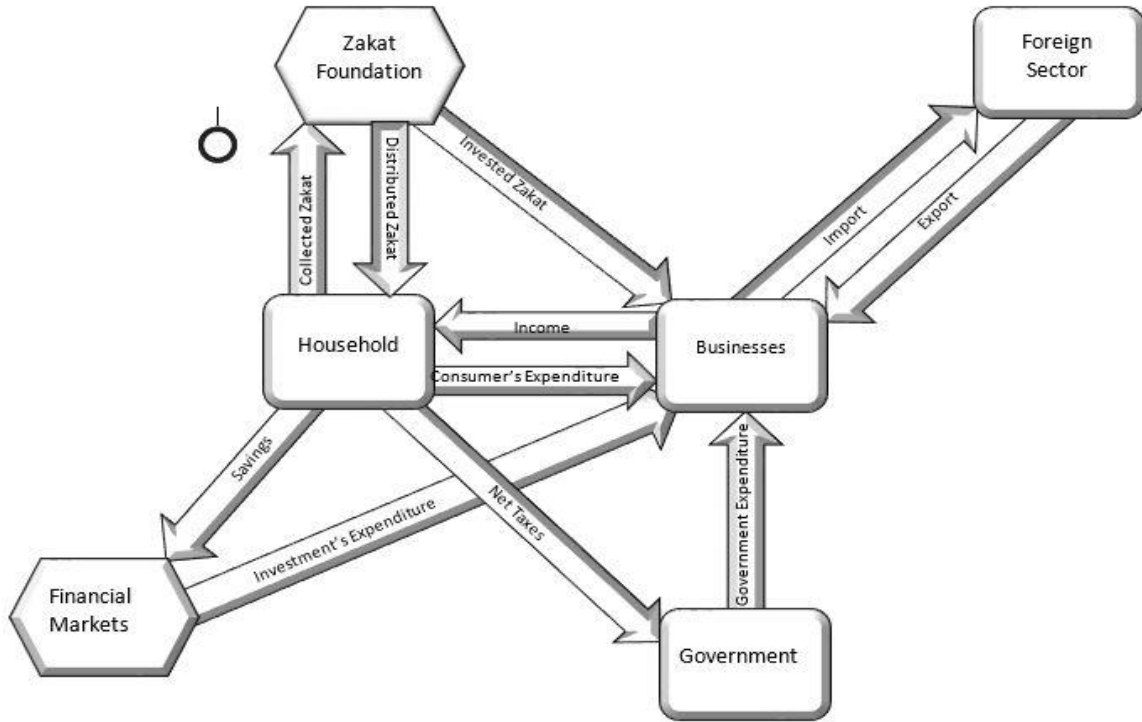 Zakat
Foundation
Foreign
Sector
Collected Zakat
Distributed Zakat
Invested Zakat
Import
Export
Household
Income
Consumer's Expenditure
Businesses
Savings
Investment's Expenditure
Net Taxes
Government Expenditure
Financial
Markets
Government